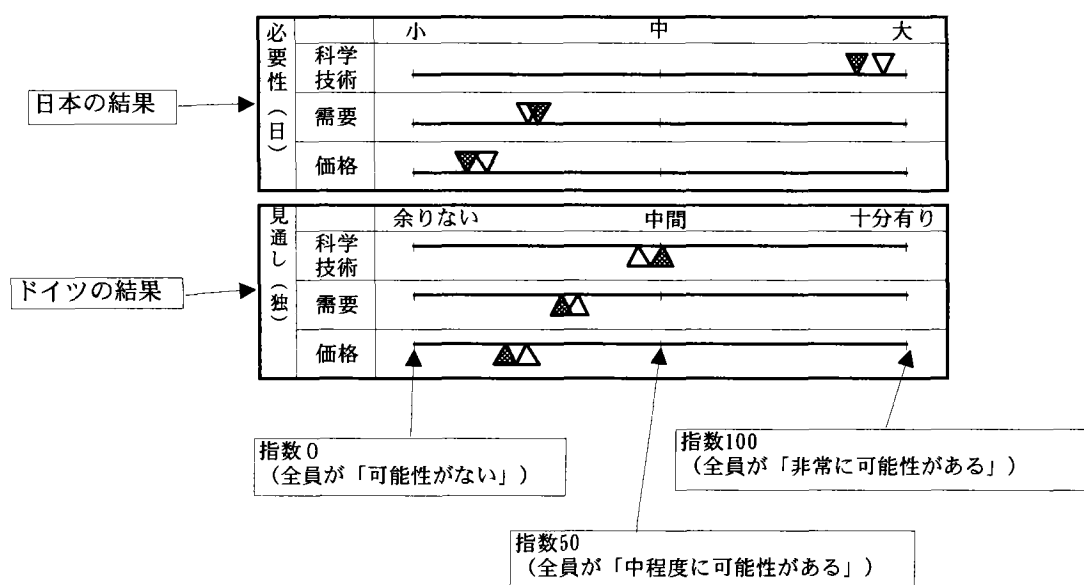 必要性（日）
小 中 大
科学
技術
需要
価格
日本の結果
見通し（独）
余りない 中間 十分有り
科学
技術
需要
価格
ドイツの結果
指数０
（全員が「可能性がない」）
指数100
（全員が「非常に可能性がある」）
指数50
（全員が「中程度に可能性がある」）